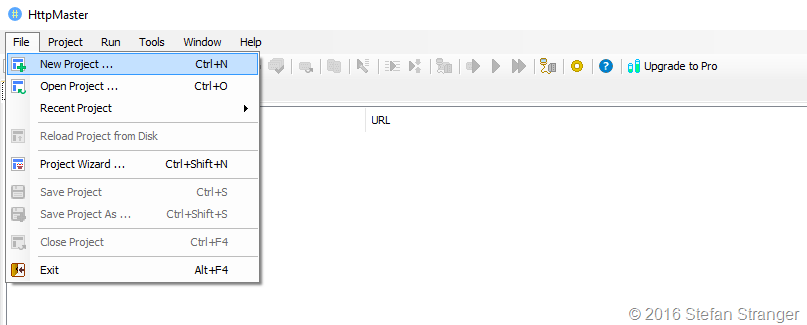 HttpMaster
File Project Run Tools Window Help
New Project ... Ctrl+N
Upgrade to Pro
Open Project ... Ctrl+O
Recent Project
URL
Reload Project from Disk
Project Wizard ... Ctrl+Shift+N
Save Project Ctrl+S
Save Project As ... Ctrl+Shift+S
Close Project Ctrl+F4
Exit Alt+F4
© 2016 Stefan Stranger